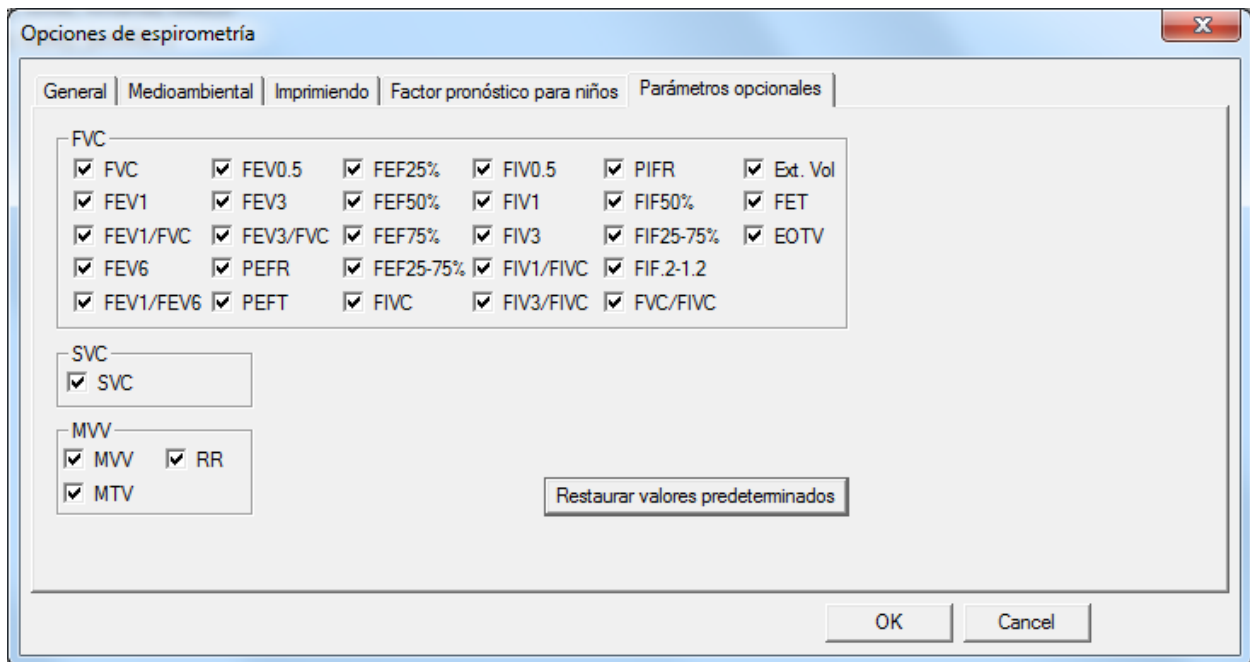 Opciones de espirometría
General Medioambiental Imprimiendo Factor pronóstico para niños Parámetros opcionales
FVC
FVC FEV0.5 FEF25% FIV0.5 PIFR Ext. Vol
FEV1 FEV3 FEF50% FIV1 FIF50% FET
FEV1/FVC FEV3/FVC FEF75% FIV3 FIF25-75% EOTV
FEV6 PEFR FEF25-75% FIV1/FIVC FIF.2-1.2
FEV1/FEV6 PEFT FIVC FIV3/FIVC FVC/FIVC
SVC
SVC
MVV
MVV RR
MTV
Restaurar valores predeterminados
OK Cancel